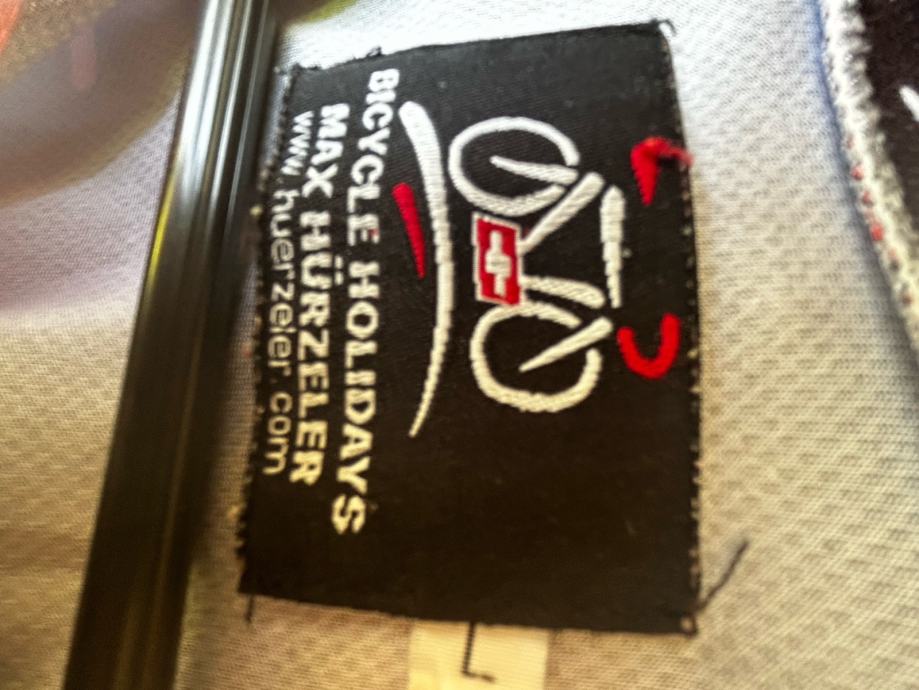 BICYCLE HOLIDAYS
MAX HÜRZELER
www.huerzeler.com
L